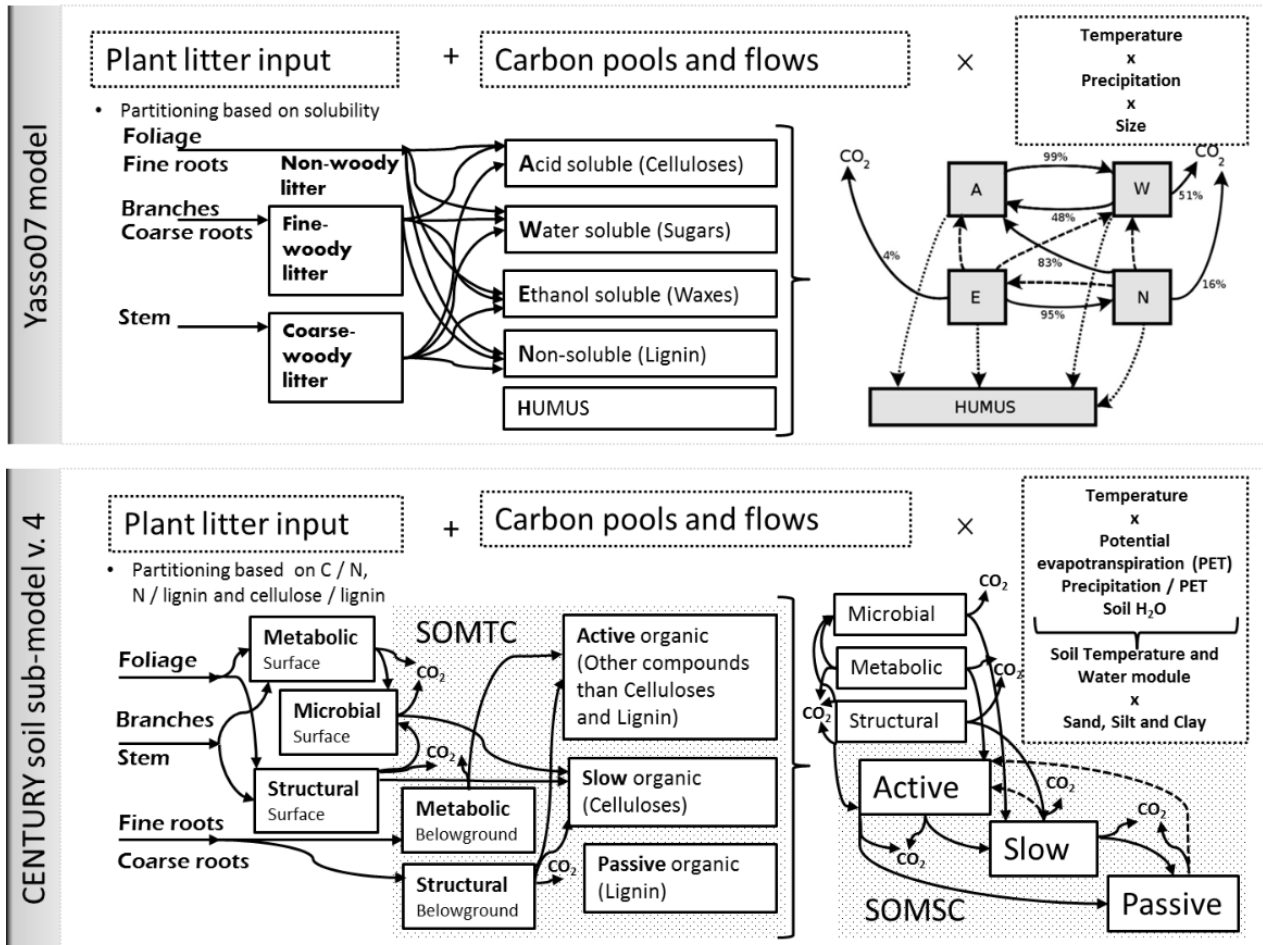 Yasso07 model
Plant litter input
+
Carbon pools and flows
×
Temperature
x
Precipitation
x
Size
• Partitioning based on solubility
Foliage
Fine roots
Non-woody
litter
Branches
Coarse roots
Fine-
woody
litter
Stem
Coarse-
woody
litter
Acid soluble (Celluloses)
Water soluble (Sugars)
Ethanol soluble (Waxes)
Non-soluble (Lignin)
HUMUS
CO2
CO2
99%
A
W
51%
48%
4%
83%
E
N
16%
95%
HUMUS
CENTURY soil sub-model v. 4
Plant litter input
+
Carbon pools and flows
×
Temperature
x
Potential
evapotranspiration (PET)
Precipitation / PET
Soil H2O
Soil Temperature and
Water module
x
Sand, Silt and Clay
• Partitioning based on C / N,
N / lignin and cellulose / lignin
Foliage
Branches
Stem
Fine roots
Coarse roots
Metabolic
Surface
CO2
Microbial
Surface
CO2
Structural
Surface
SOMTC
Metabolic
Belowground
Structural
Belowground
CO2
Active organic
(Other compounds
than Celluloses
and Lignin)
Slow organic
(Celluloses)
Passive organic
(Lignin)
Microbial
CO2
Metabolic
CO2
Structural
CO2
Active
CO2
CO2
Slow
CO2
Passive
SOMSC